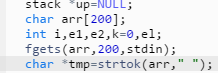 stack *up=NULL;
char arr[200];
int i,e1,e2,k=0,el;
fgets(arr,200,stdin);
char *tmp=strtok(arr," ");